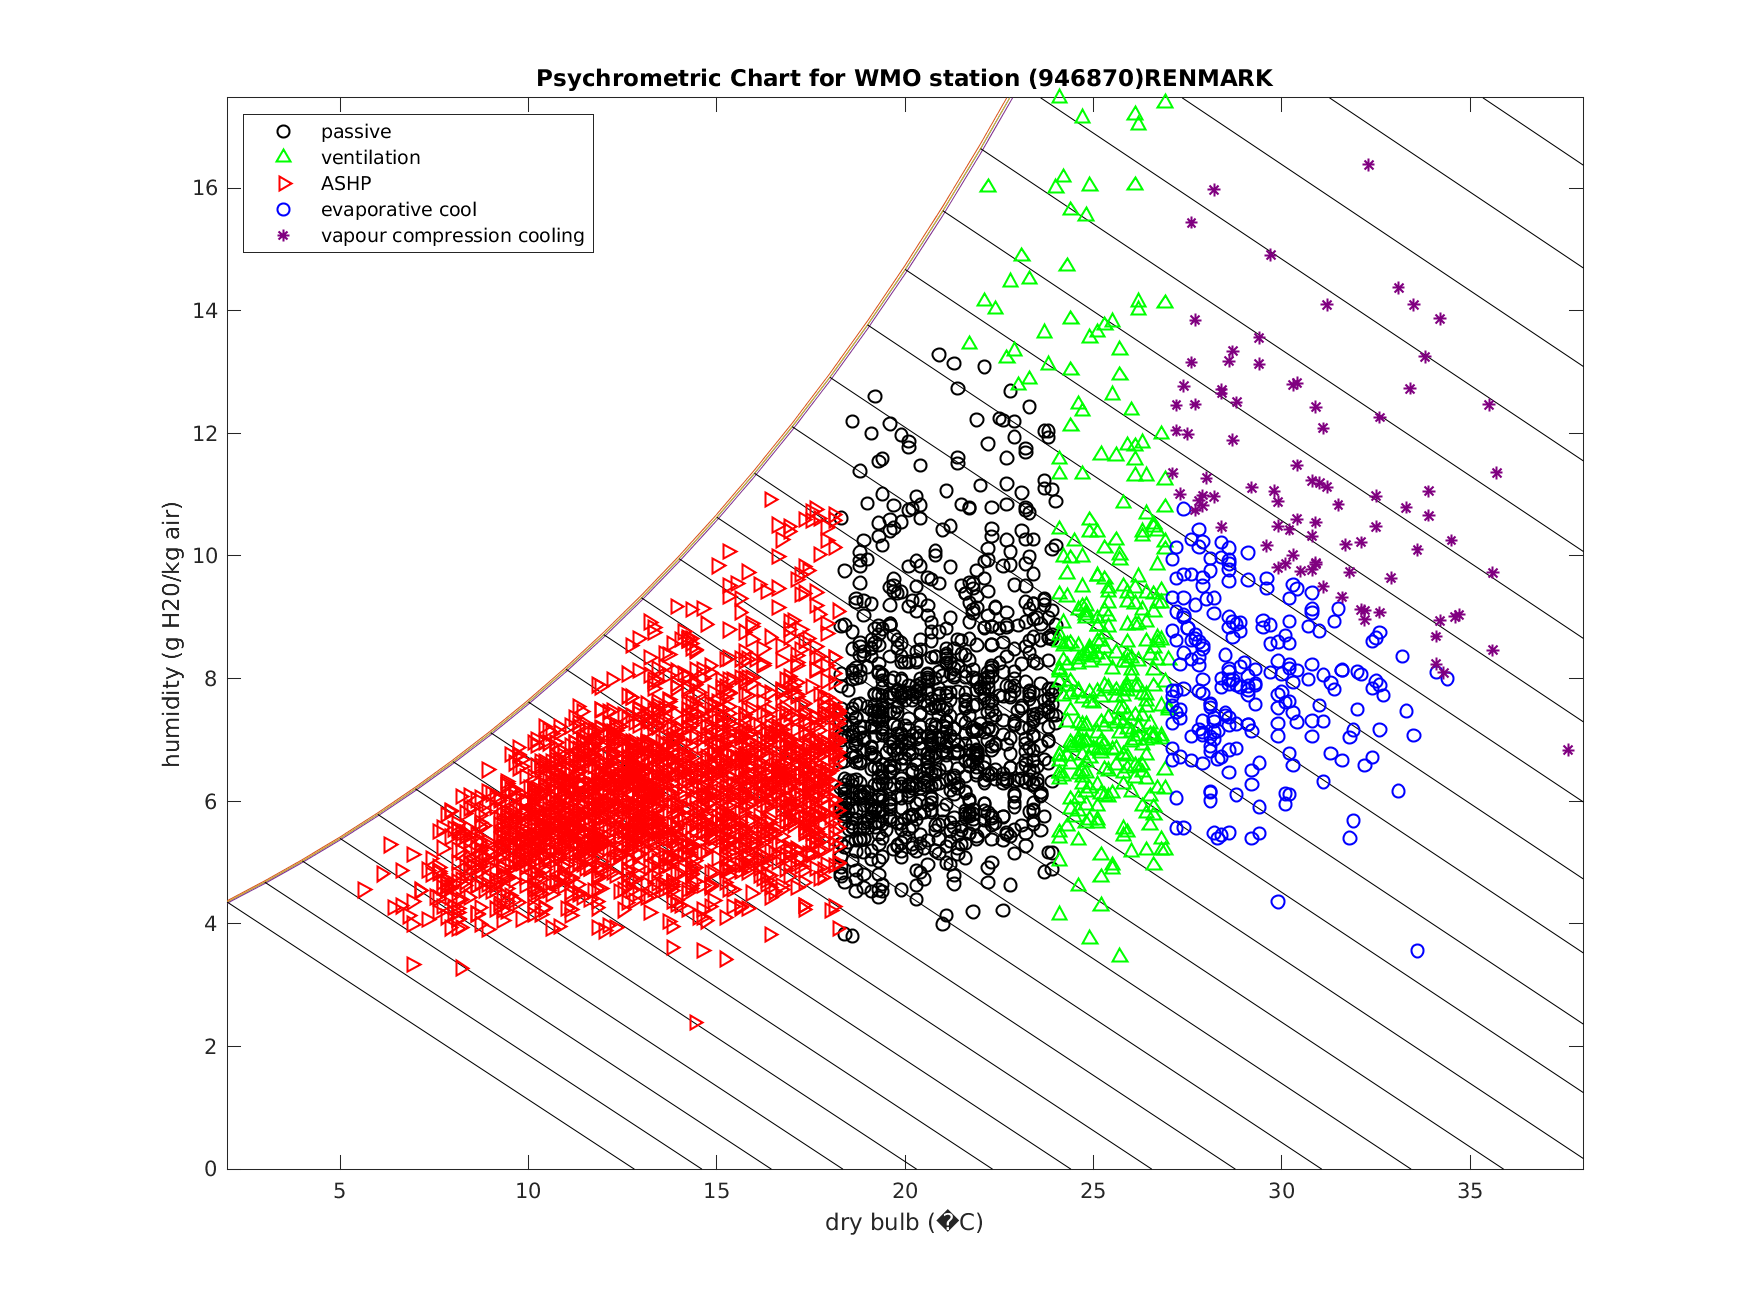 Psychrometric Chart for WMO station (946870)RENMARK
passive
ventilation
ASHP
evaporative cool
vapour compression cooling
humidity (g H20/kg air)
16
14
12
10
8
6
4
2
0
5 10 15 20 25 30 35
dry bulb (�C)